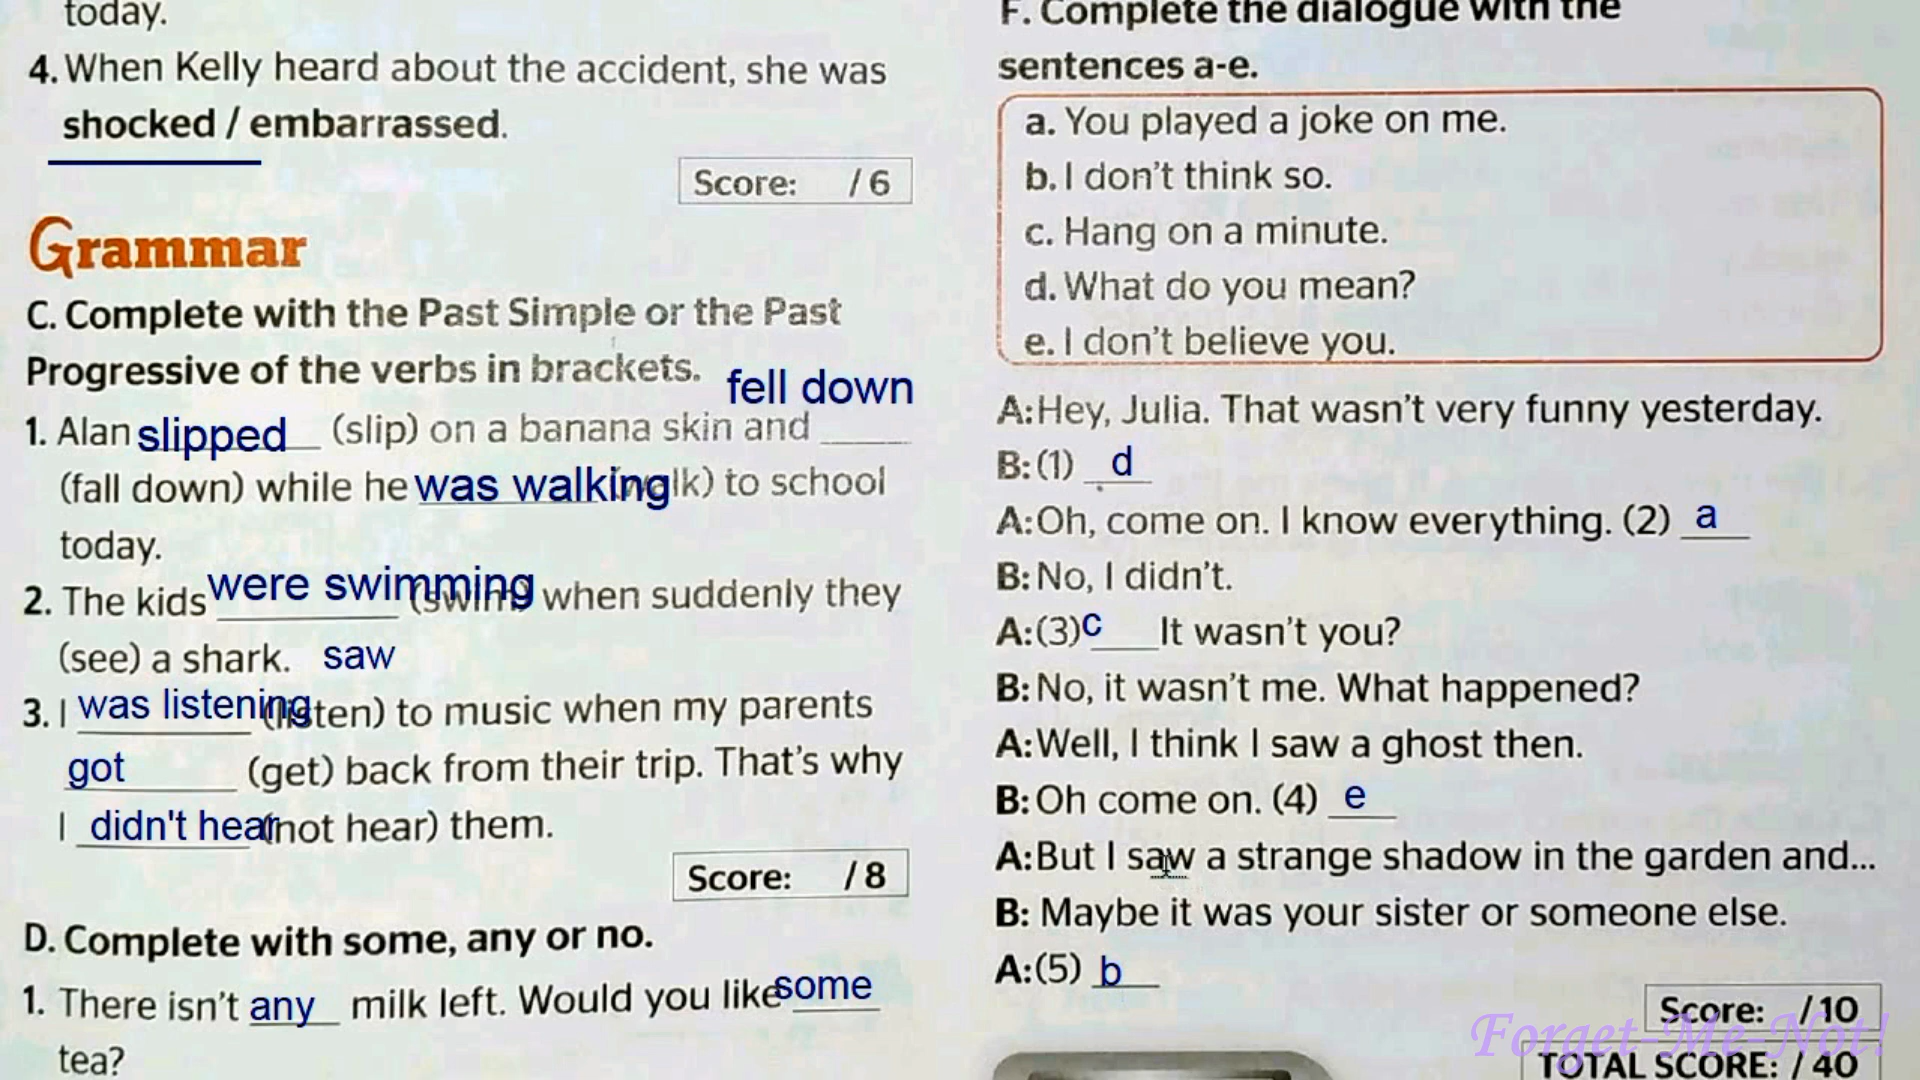 today.
4. When Kelly heard about the accident, she was
shocked / embarrassed.
Score: / 6
Grammar
C. Complete with the Past Simple or the Past
Progressive of the verbs in brackets.
fell down
1. Alan slipped (slip) on a banana skin and ____
(fall down) while he was walking (walk) to school
today.
2. The kids were swimming (swim) when suddenly they
(see) a shark. saw
3. I was listening (listen) to music when my parents
got (get) back from their trip. That's why
I didn't hear (not hear) them.
Score: / 8
D. Complete with some, any or no.
1. There isn't any milk left. Would you like some
tea?
F. Complete the dialogue with the
sentences a-e.
a. You played a joke on me.
b. I don't think so.
c. Hang on a minute.
d. What do you mean?
e. I don't believe you.
A: Hey, Julia. That wasn't very funny yesterday.
B: (1) d
A: Oh, come on. I know everything. (2) a
B: No, I didn't.
A: (3) c It wasn't you?
B: No, it wasn't me. What happened?
A: Well, I think I saw a ghost then.
B: Oh come on. (4) e
A: But I saw a strange shadow in the garden and...
B: Maybe it was your sister or someone else.
A: (5) b
Score: / 10
Forget-Me-Not!
TOTAL SCORE: / 40